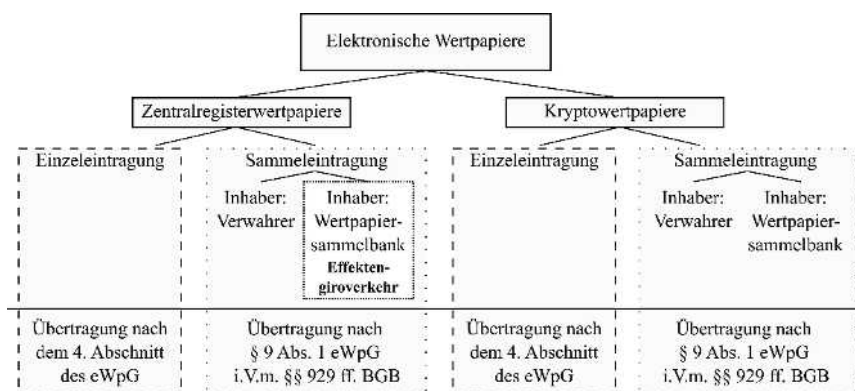 Elektronische Wertpapiere
Zentralregisterwertpapiere
Kryptowertpapiere
Einzeleintragung
Sammeleintragung
Inhaber:
Verwahrer
Inhaber:
Wertpapier-
sammelbank
Effekten-
giroverkehr
Einzeleintragung
Sammeleintragung
Inhaber:
Verwahrer
Inhaber:
Wertpapier-
sammelbank
Übertragung nach
dem 4. Abschnitt
des eWpG
Übertragung nach
§ 9 Abs. 1 eWpG
i.V.m. §§ 929 ff. BGB
Übertragung nach
dem 4. Abschnitt
des eWpG
Übertragung nach
§ 9 Abs. 1 eWpG
i.V.m. §§ 929 ff. BGB